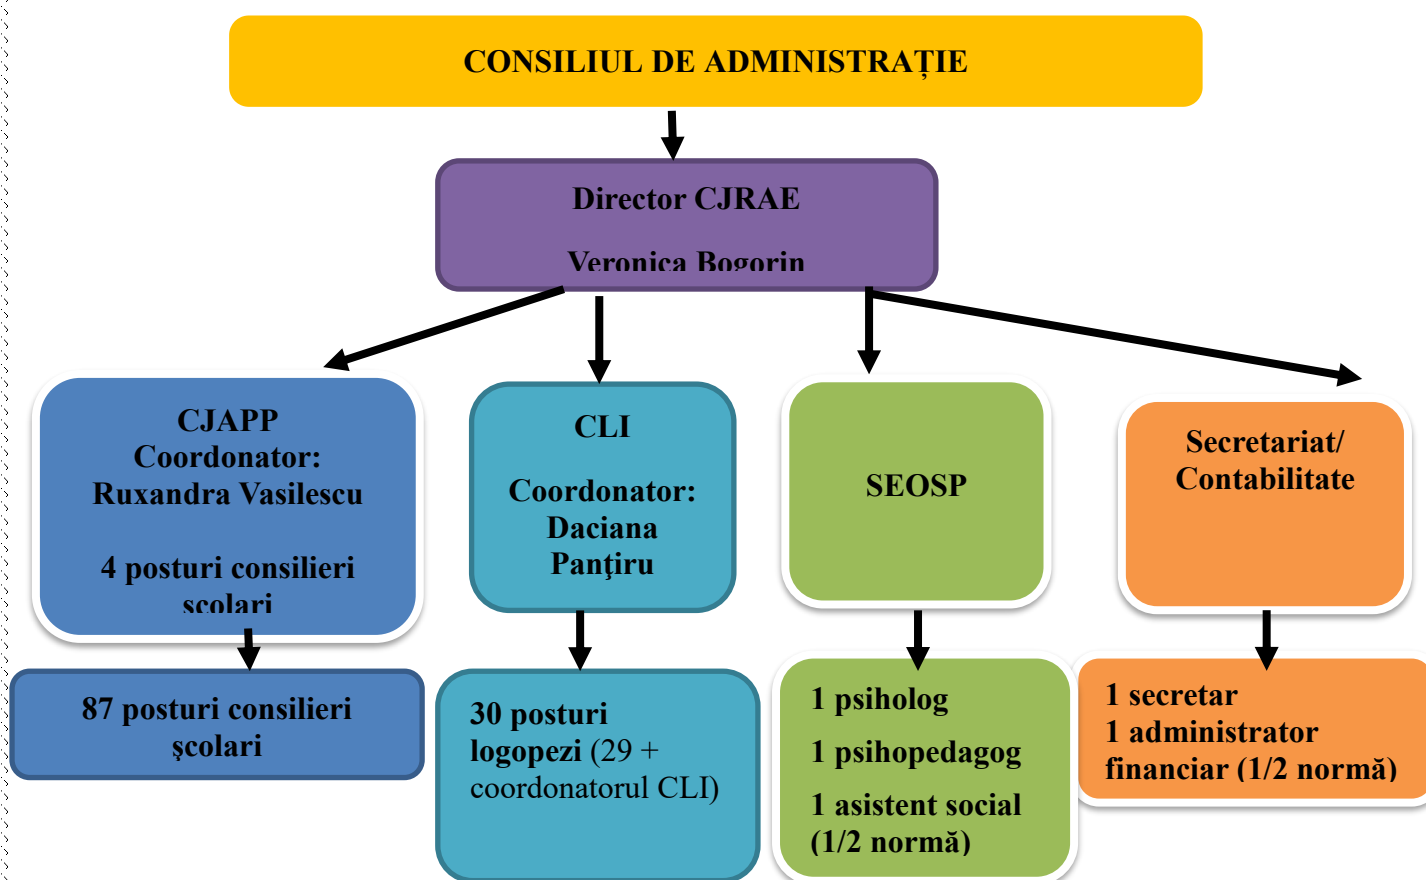 CONSILIUL DE ADMINISTRAȚIE
Director CJRAE
Veronica Bogorin
CJAPP
Coordonator:
Ruxandra Vasilescu
4 posturi consilieri
școlari
CLI
Coordonator:
Daciana
Panţiru
SEOSP
Secretariat/
Contabilitate
87 posturi consilieri
şcolari
30 posturi
logopezi (29 +
coordonatorul CLI)
1 psiholog
1 psihopedagog
1 asistent social
(1/2 normă)
1 secretar
1 administrator
financiar (1/2 normă)